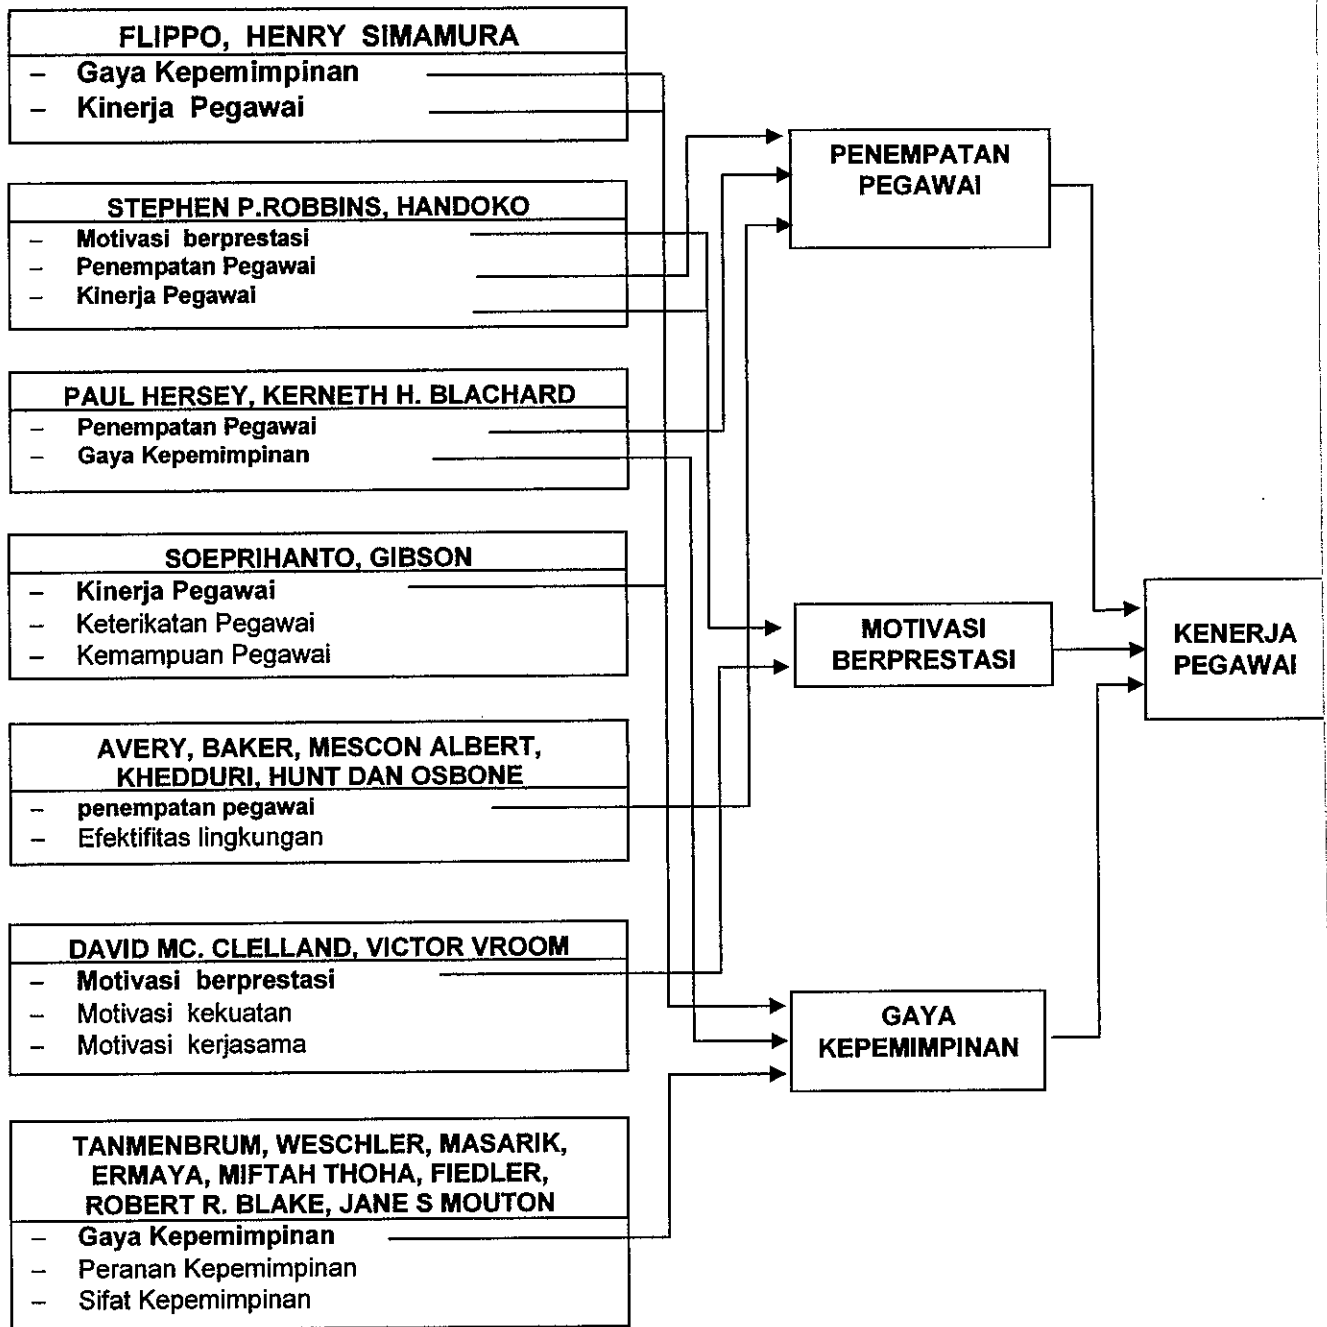 FLIPPO, HENRY SIMAMURA
– Gaya Kepemimpinan
– Kinerja Pegawai
STEPHEN P.ROBBINS, HANDOKO
– Motivasi berprestasi
– Penempatan Pegawai
– Kinerja Pegawai
PAUL HERSEY, KERNETH H. BLACHARD
– Penempatan Pegawai
– Gaya Kepemimpinan
SOEPRIHANTO, GIBSON
– Kinerja Pegawai
– Keterikatan Pegawai
– Kemampuan Pegawai
AVERY, BAKER, MESCON ALBERT,
KHEDDURI, HUNT DAN OSBONE
– penempatan pegawai
– Efektifitas lingkungan
DAVID MC. CLELLAND, VICTOR VROOM
– Motivasi berprestasi
– Motivasi kekuatan
– Motivasi kerjasama
TANMENBRUM, WESCHLER, MASARIK,
ERMAYA, MIFTAH THOHA, FIEDLER,
ROBERT R. BLAKE, JANE S MOUTON
– Gaya Kepemimpinan
– Peranan Kepemimpinan
– Sifat Kepemimpinan
PENEMPATAN
PEGAWAI
MOTIVASI
BERPRESTASI
GAYA
KEPEMIMPINAN
KENERJA
PEGAWAI